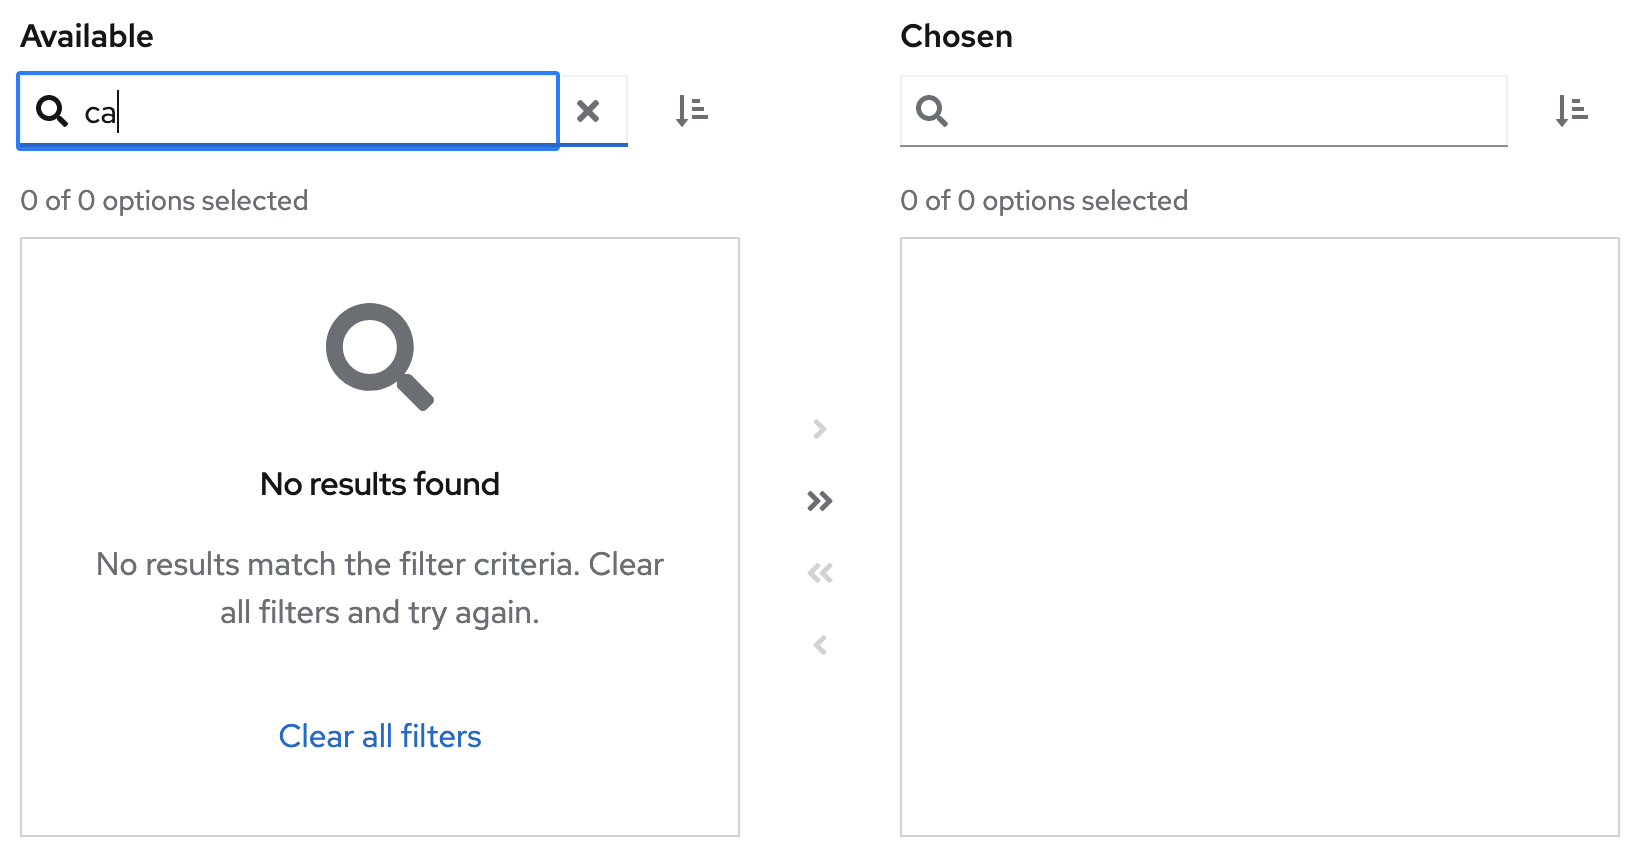 Available
ca
0 of 0 options selected
No results found
No results match the filter criteria. Clear
all filters and try again.
Clear all filters
Chosen
0 of 0 options selected